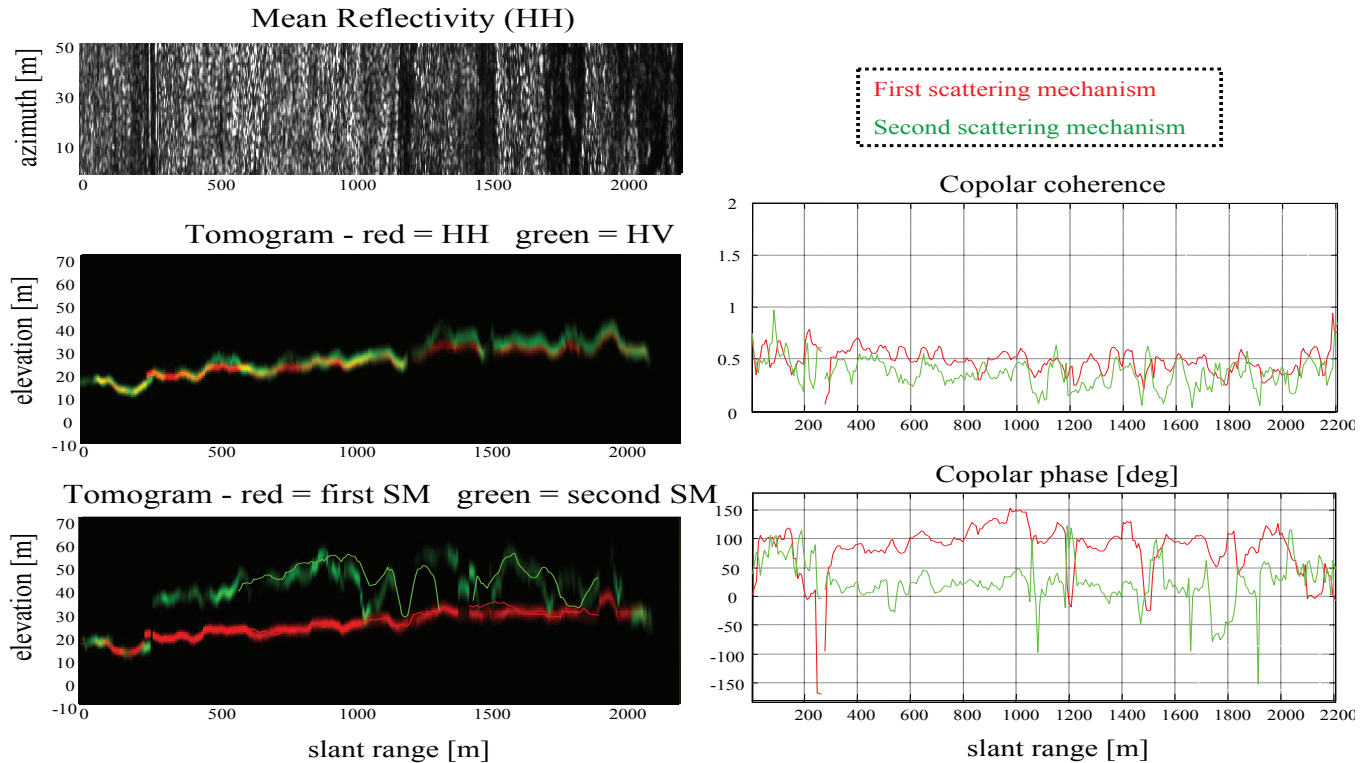 Mean Reflectivity (HH)
azimuth [m]
50
30
10
0 500 1000 1500 2000
Tomogram - red = HH green = HV
elevation [m]
70
60
50
40
30
20
10
0
-10
0 500 1000 1500 2000
Tomogram - red = first SM green = second SM
elevation [m]
70
60
50
40
30
20
10
0
-10
0 500 1000 1500 2000
slant range [m]
First scattering mechanism
Second scattering mechanism
Copolar coherence
2
1.5
1
0.5
0
200 400 600 800 1000 1200 1400 1600 1800 2000 2200
Copolar phase [deg]
150
100
50
0
-50
-100
-150
200 400 600 800 1000 1200 1400 1600 1800 2000 2200
slant range [m]